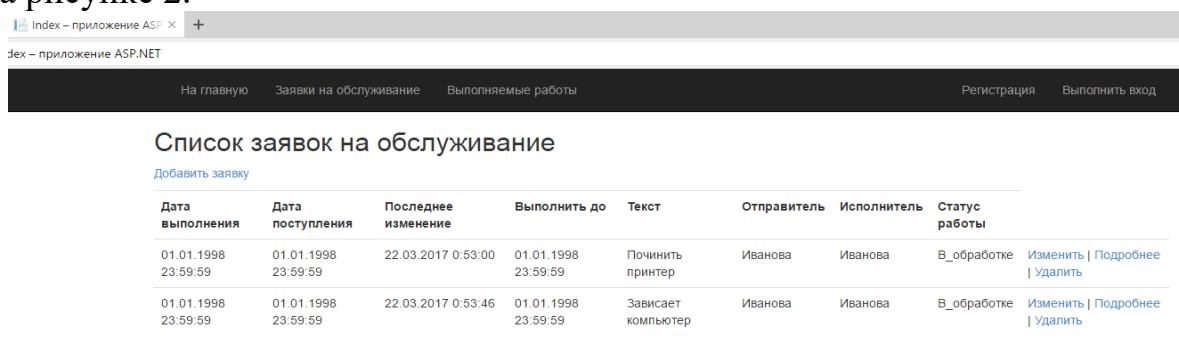 а рисунке 2.
Index – приложение ASP × +
dex – приложение ASP.NET
На главную Заявки на обслуживание Выполняемые работы Регистрация Выполнить вход
Список заявок на обслуживание
Добавить заявку
Дата Дата Последнее Выполнить до Текст Отправитель Исполнитель Статус
выполнения поступления изменение работы
01.01.1998 01.01.1998 22.03.2017 0:53:00 01.01.1998 Починить Иванова Иванова В_обработке Изменить | Подробнее
23:59:59 23:59:59 23:59:59 принтер | Удалить
01.01.1998 01.01.1998 22.03.2017 0:53:46 01.01.1998 Зависает Иванова Иванова В_обработке Изменить | Подробнее
23:59:59 23:59:59 23:59:59 компьютер | Удалить